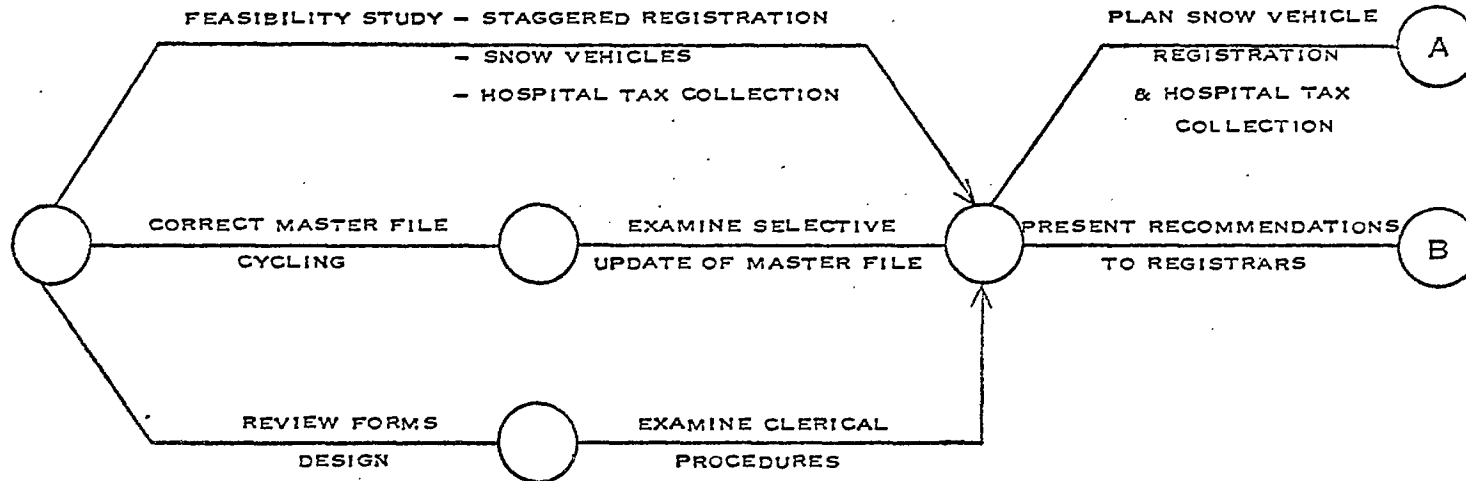 FEASIBILITY STUDY – STAGGERED REGISTRATION
– SNOW VEHICLES
– HOSPITAL TAX COLLECTION
PLAN SNOW VEHICLE
REGISTRATION
& HOSPITAL TAX
COLLECTION
A
CORRECT MASTER FILE
CYCLING
EXAMINE SELECTIVE
UPDATE OF MASTER FILE
PRESENT RECOMMENDATIONS
TO REGISTRARS
B
REVIEW FORMS
DESIGN
EXAMINE CLERICAL
PROCEDURES